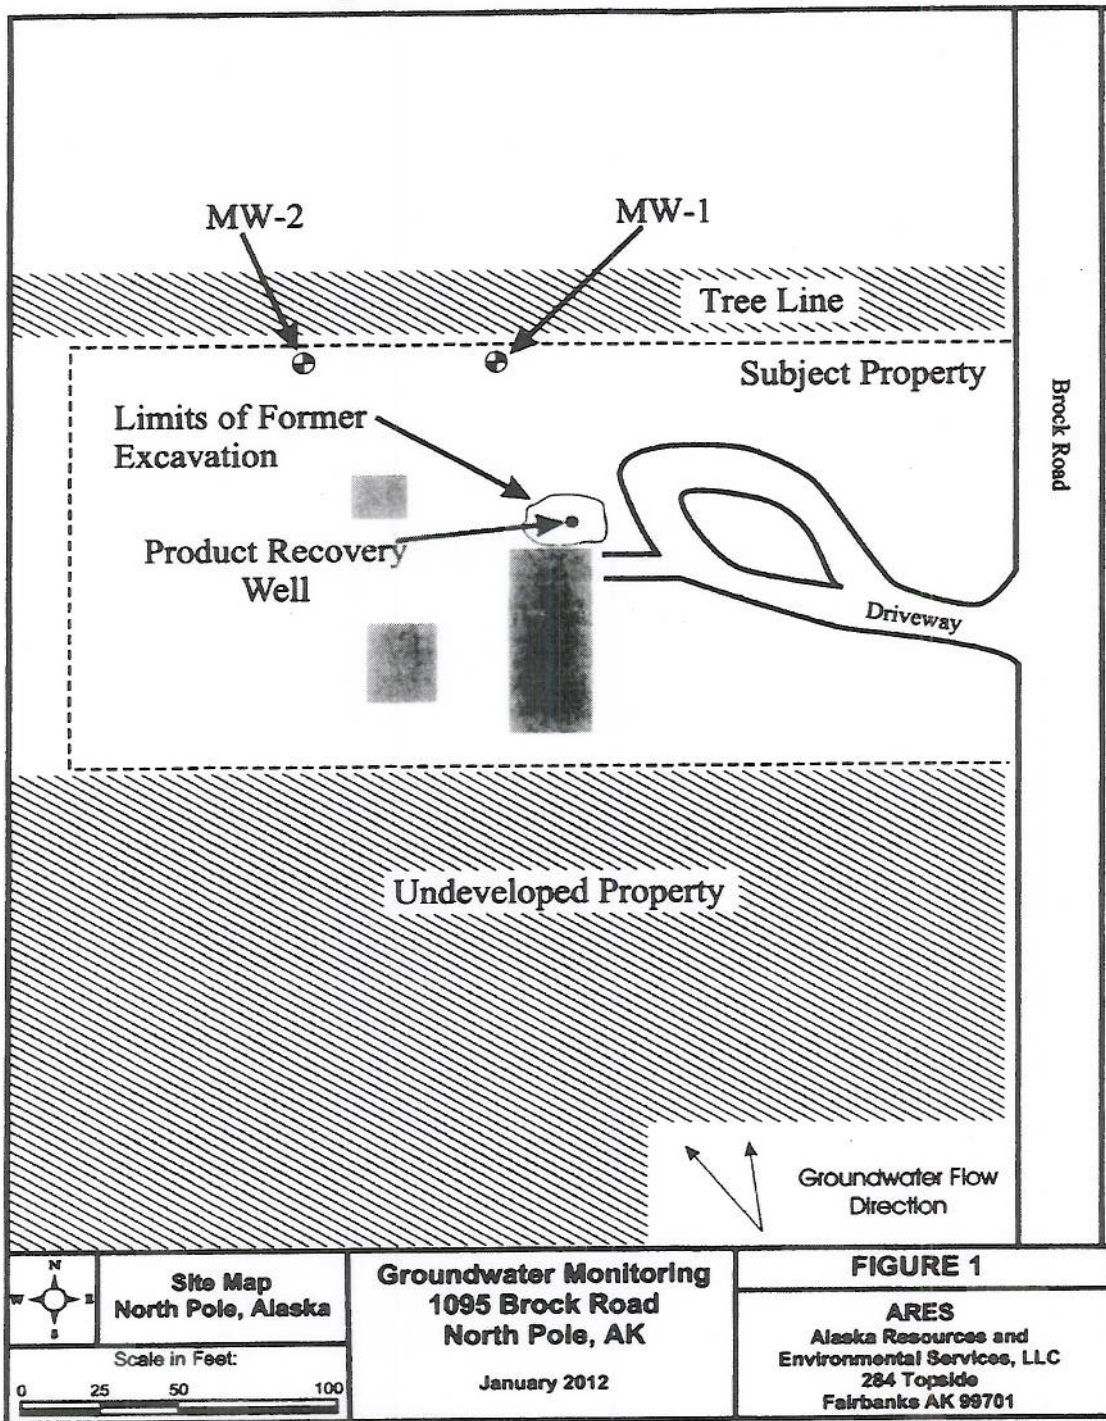 MW-2
MW-1
Tree Line
Subject Property
Brock Road
Limits of Former
Excavation
Product Recovery
Well
Driveway
Undeveloped Property
Groundwater Flow
Direction
N
W E
S
Site Map
North Pole, Alaska
Scale in Feet:
0 25 50 100
Groundwater Monitoring
1095 Brock Road
North Pole, AK
January 2012
FIGURE 1
ARES
Alaska Resources and
Environmental Services, LLC
284 Topside
Fairbanks AK 99701